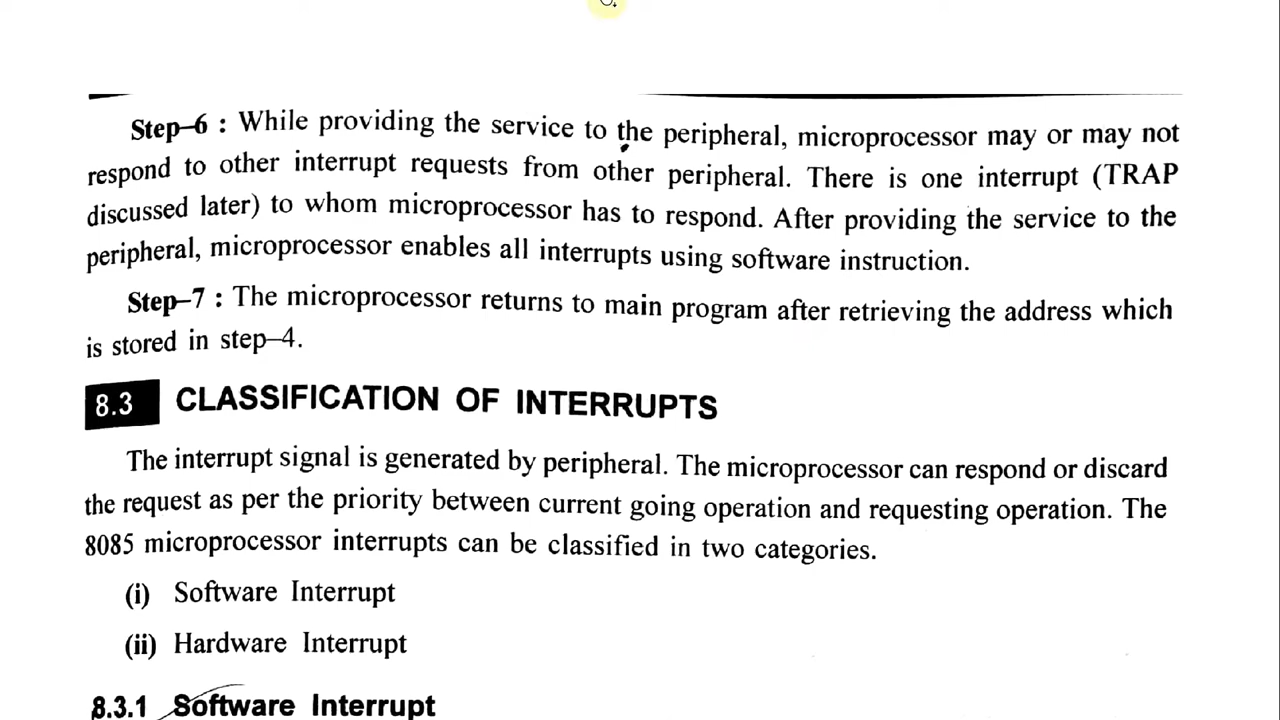 Step–6 : While providing the service to the peripheral, microprocessor may or may not
respond to other interrupt requests from other peripheral. There is one interrupt (TRAP
discussed later) to whom microprocessor has to respond. After providing the service to the
peripheral, microprocessor enables all interrupts using software instruction.
Step–7 : The microprocessor returns to main program after retrieving the address which
is stored in step–4.
8.3 CLASSIFICATION OF INTERRUPTS
The interrupt signal is generated by peripheral. The microprocessor can respond or discard
the request as per the priority between current going operation and requesting operation. The
8085 microprocessor interrupts can be classified in two categories.
(i) Software Interrupt
(ii) Hardware Interrupt
8.3.1 Software Interrupt